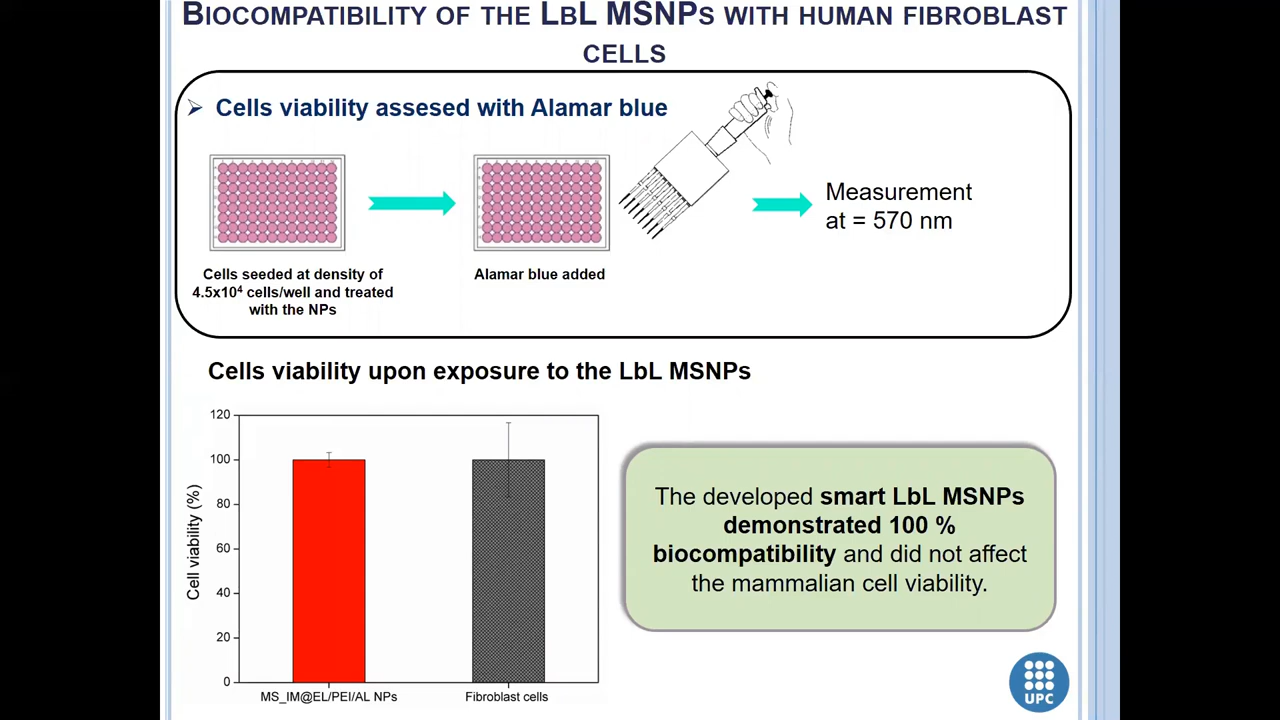 BIOCOMPATIBILITY OF THE LBL MSNPS WITH HUMAN FIBROBLAST
CELLS
Cells viability assesed with Alamar blue
Measurement
at = 570 nm
Cells seeded at density of
4.5x10⁴ cells/well and treated
with the NPs
Alamar blue added
Cells viability upon exposure to the LbL MSNPs
Cell viability (%)
120
100
80
60
40
20
0
MS_IM@EL/PEI/AL NPs
Fibroblast cells
The developed smart LbL MSNPs
demonstrated 100 %
biocompatibility and did not affect
the mammalian cell viability.
UPC